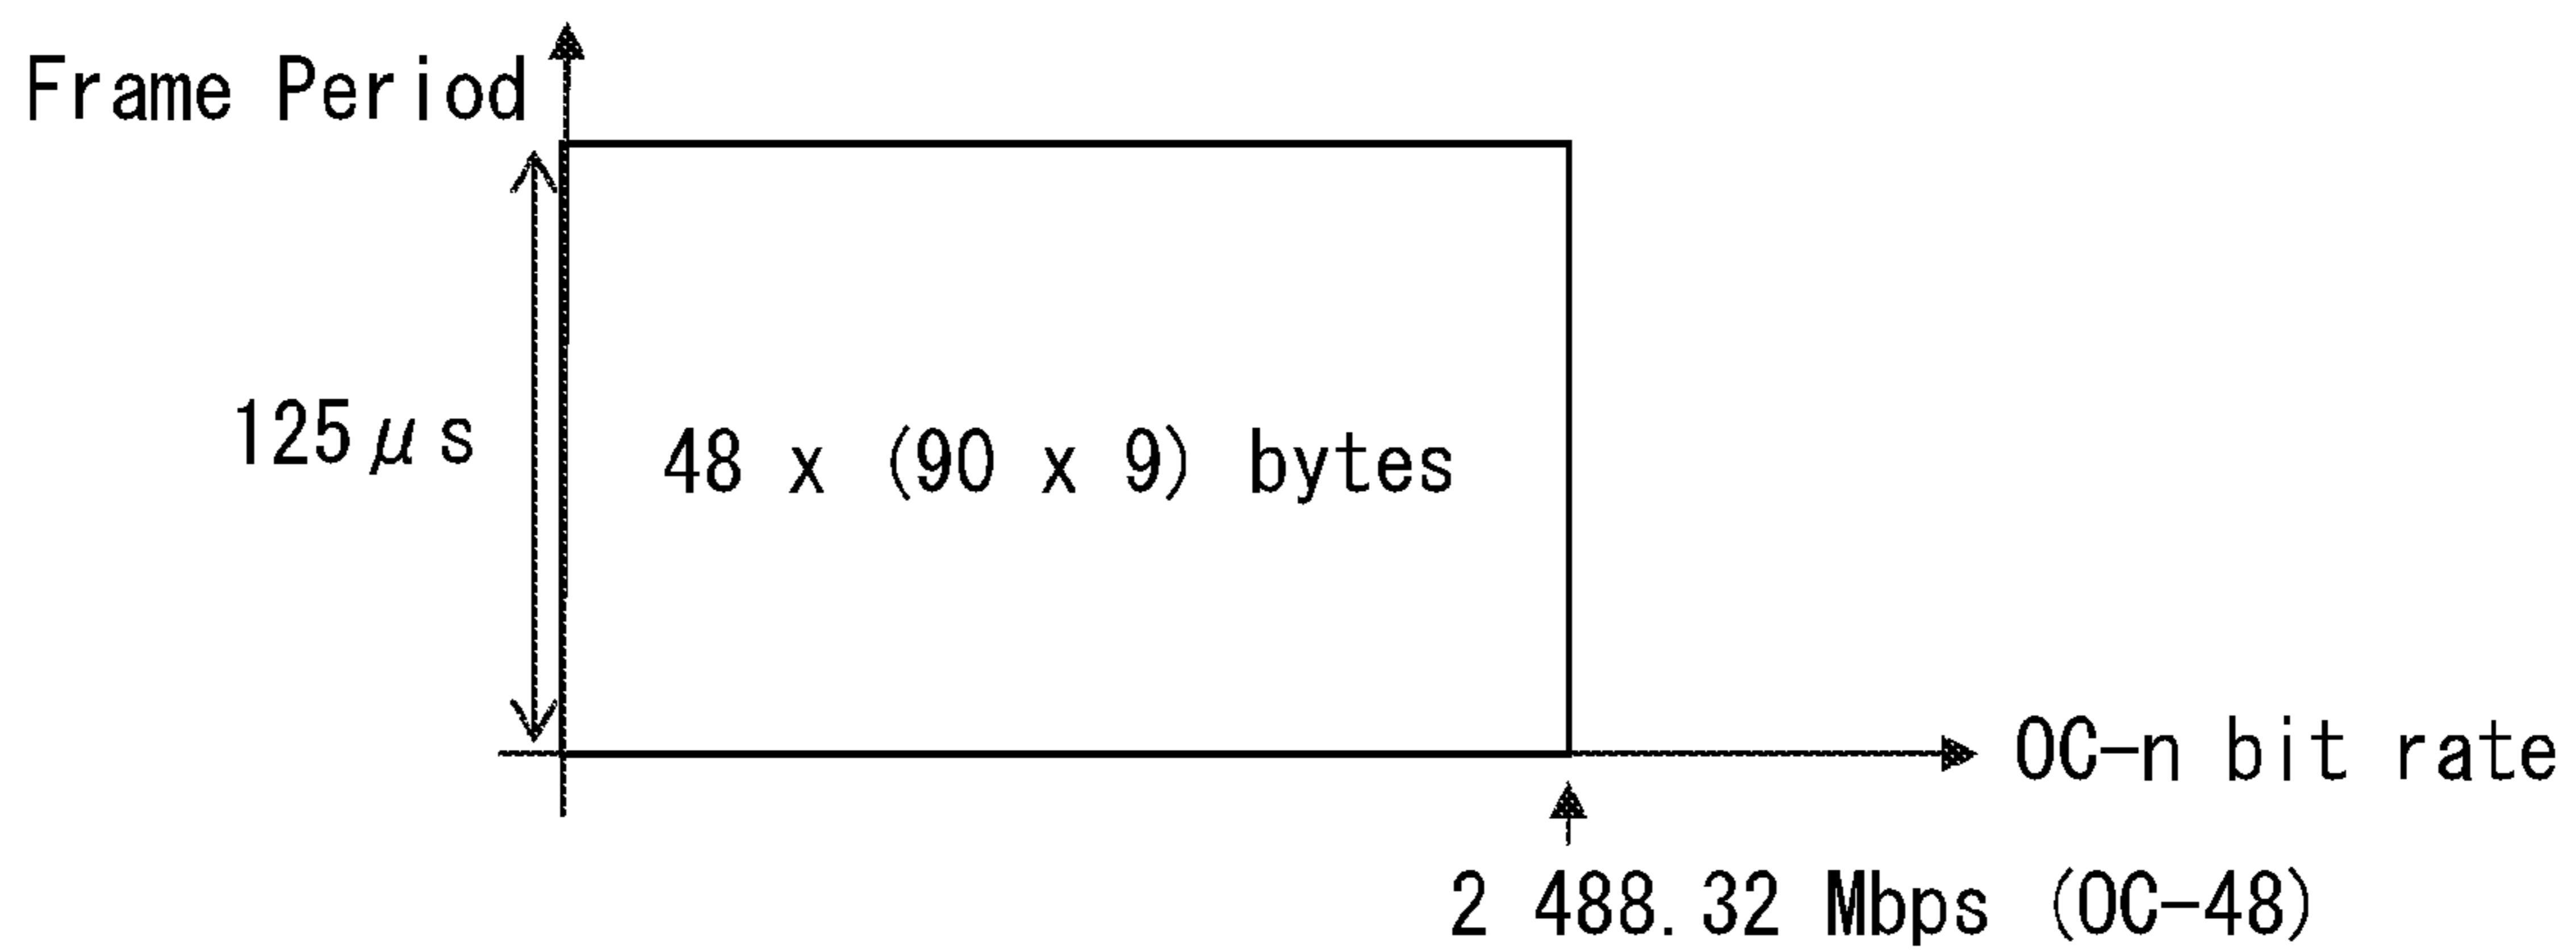 Frame Period
125μs
48 x (90 x 9) bytes
OC-n bit rate
2 488.32 Mbps (OC-48)